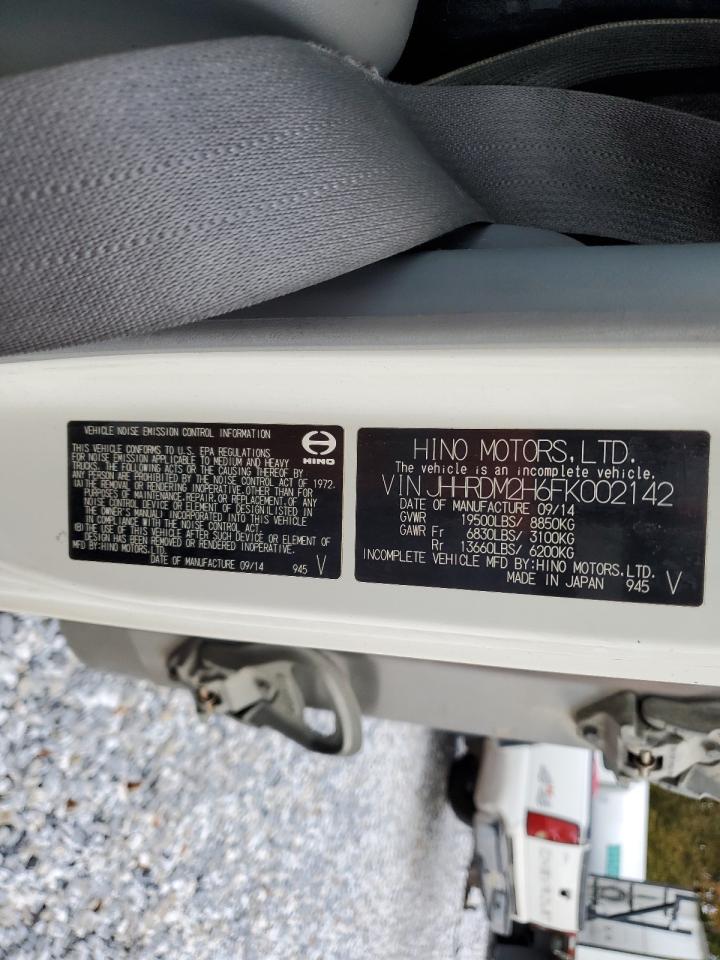 VEHICLE NOISE EMISSION CONTROL INFORMATION
HINO
THIS VEHICLE CONFORMS TO U.S. EPA REGULATIONS
FOR NOISE EMISSION APPLICABLE TO MEDIUM AND HEAVY
TRUCKS. THE FOLLOWING ACTS OR THE CAUSING THEREOF BY
ANY PERSON ARE PROHIBITED BY THE NOISE CONTROL ACT OF 1972.
(A) THE REMOVAL OR RENDERING INOPERATIVE, OTHER THAN FOR
PURPOSES OF MAINTENANCE, REPAIR, OR REPLACEMENT, OF ANY
NOISE CONTROL DEVICE OR ELEMENT OF DESIGN (LISTED IN
THE OWNER'S MANUAL) INCORPORATED INTO THIS VEHICLE
IN COMPLIANCE WITH THE NOISE CONTROL ACT.
(B) THE USE OF THIS VEHICLE AFTER SUCH DEVICE OR ELEMENT OF
DESIGN HAS BEEN REMOVED OR RENDERED INOPERATIVE.
MFD BY:HINO MOTORS.LTD.
DATE OF MANUFACTURE 09/14 945 V
HINO MOTORS,LTD.
The vehicle is an incomplete vehicle.
VIN JHHRDM2H6FK002142
DATE OF MANUFACTURE 09/14
GVWR 19500LBS/ 8850KG
GAWR Fr 6830LBS/ 3100KG
Rr 13660LBS/ 6200KG
INCOMPLETE VEHICLE MFD BY:HINO MOTORS.LTD.
MADE IN JAPAN 945 V